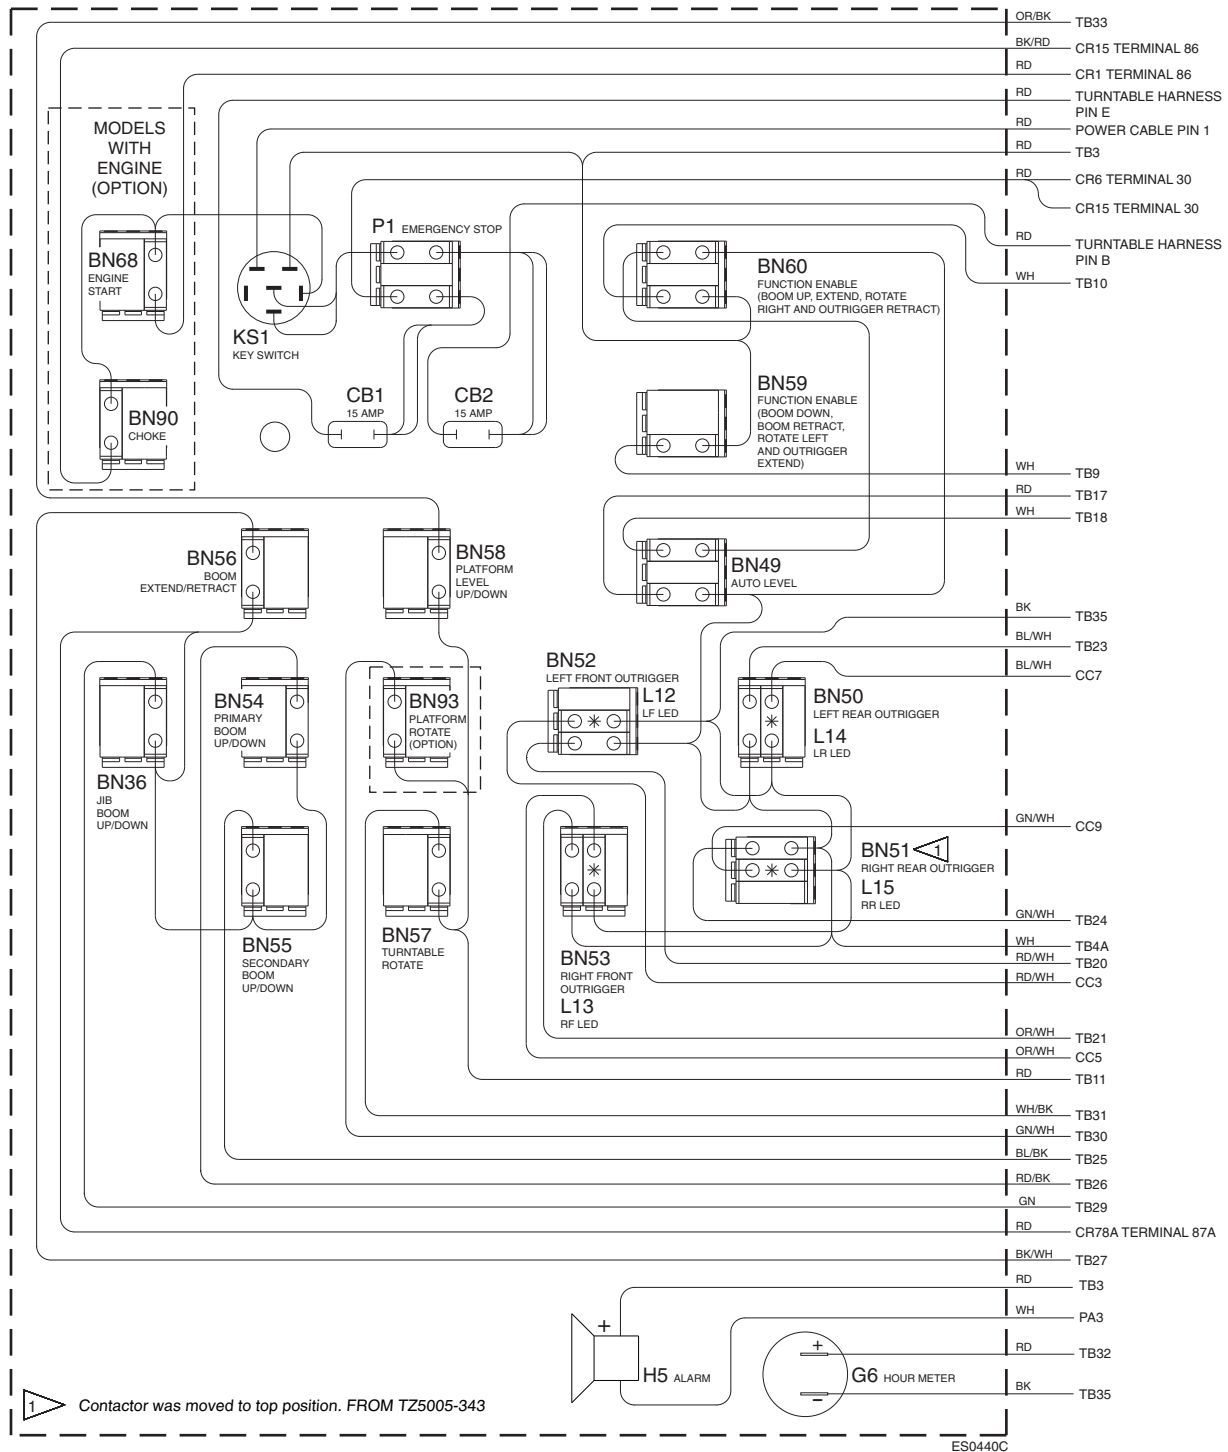 OR/BK TB33
BK/RD CR15 TERMINAL 86
RD CR1 TERMINAL 86
RD TURNTABLE HARNESS
PIN E
RD POWER CABLE PIN 1
RD TB3
RD CR6 TERMINAL 30
CR15 TERMINAL 30
RD TURNTABLE HARNESS
PIN B
WH TB10
MODELS
WITH
ENGINE
(OPTION)
BN68
ENGINE
START
BN90
CHOKE
KS1
KEY SWITCH
P1 EMERGENCY STOP
CB1
15 AMP
CB2
15 AMP
BN60
FUNCTION ENABLE
(BOOM UP, EXTEND, ROTATE
RIGHT AND OUTRIGGER RETRACT)
BN59
FUNCTION ENABLE
(BOOM DOWN,
BOOM RETRACT,
ROTATE LEFT
AND OUTRIGGER
EXTEND)
WH TB9
RD TB17
WH TB18
BN56
BOOM
EXTEND/RETRACT
BN58
PLATFORM
LEVEL
UP/DOWN
BN49
AUTO LEVEL
BK TB35
BL/WH TB23
BL/WH CC7
BN36
JIB
BOOM
UP/DOWN
BN54
PRIMARY
BOOM
UP/DOWN
BN93
PLATFORM
ROTATE
(OPTION)
BN52
LEFT FRONT OUTRIGGER
L12
LF LED
BN50
LEFT REAR OUTRIGGER
L14
LR LED
GN/WH CC9
BN51 1
RIGHT REAR OUTRIGGER
L15
RR LED
BN55
SECONDARY
BOOM
UP/DOWN
BN57
TURNTABLE
ROTATE
BN53
RIGHT FRONT
OUTRIGGER
L13
RF LED
GN/WH TB24
WH TB4A
RD/WH TB20
RD/WH CC3
OR/WH TB21
OR/WH CC5
RD TB11
WH/BK TB31
GN/WH TB30
BL/BK TB25
RD/BK TB26
GN TB29
RD CR78A TERMINAL 87A
BK/WH TB27
RD TB3
WH PA3
RD TB32
BK TB35
+
H5 ALARM
+
−
G6 HOUR METER
1 Contactor was moved to top position. FROM TZ5005-343
ES0440C